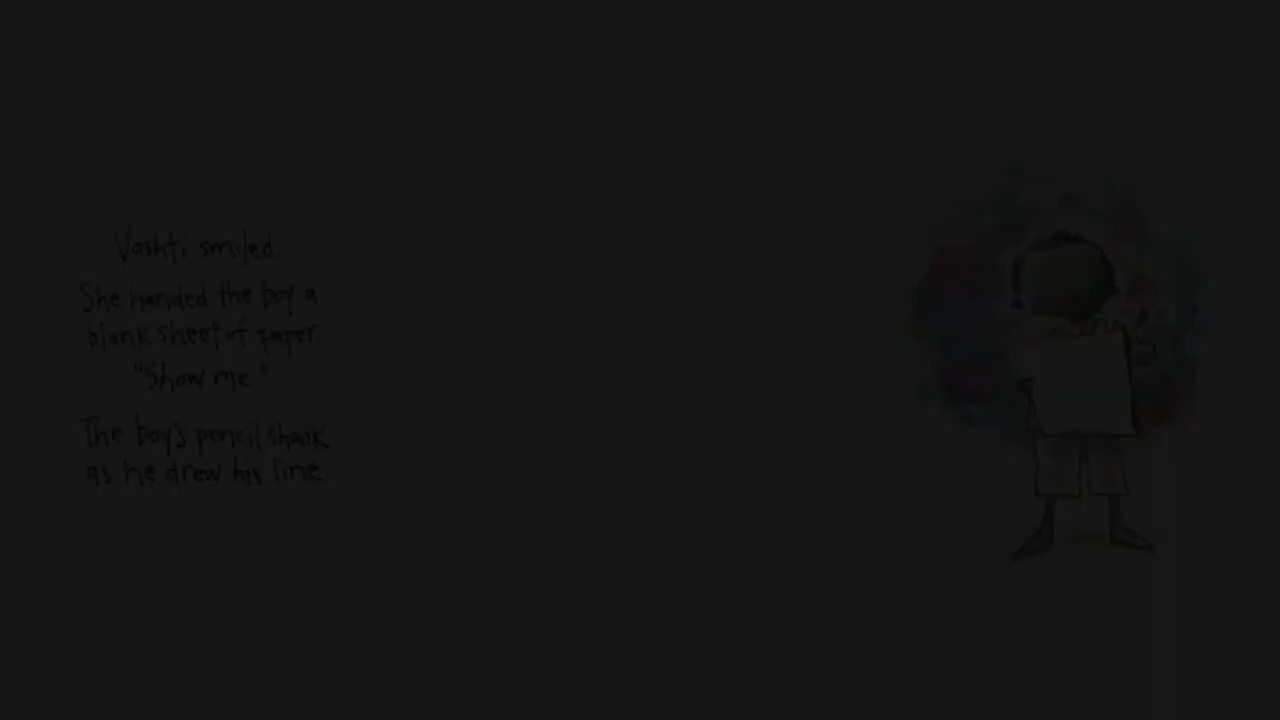 Vashti smiled
She handed the boy a
blank sheet of paper.
"Show me."
The boy's pencil shook
as he drew his line.